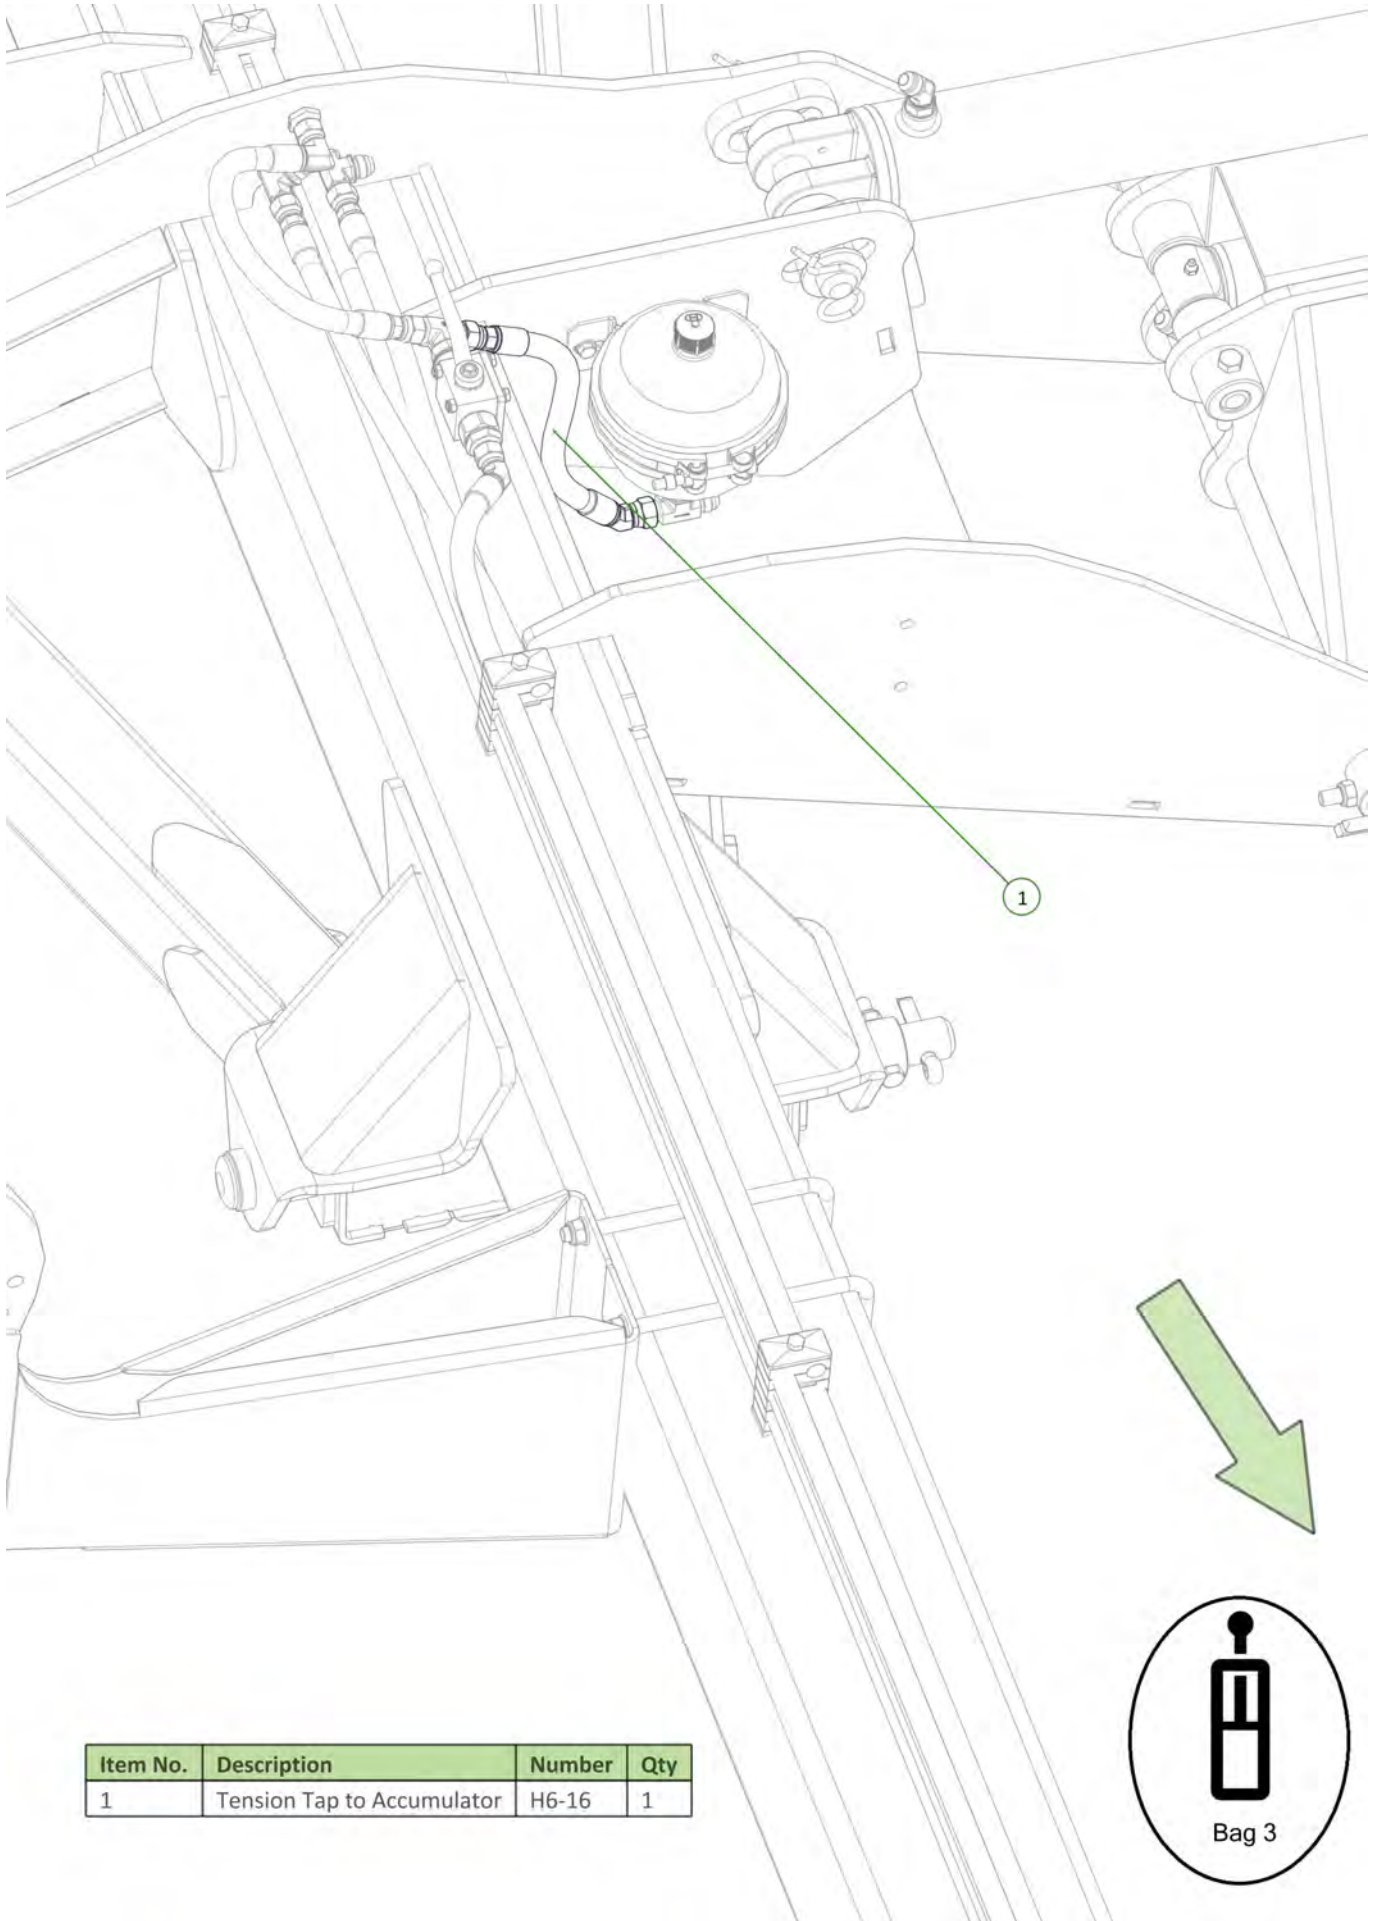 1
Item No. Description Number Qty
1 Tension Tap to Accumulator H6-16 1
Bag 3